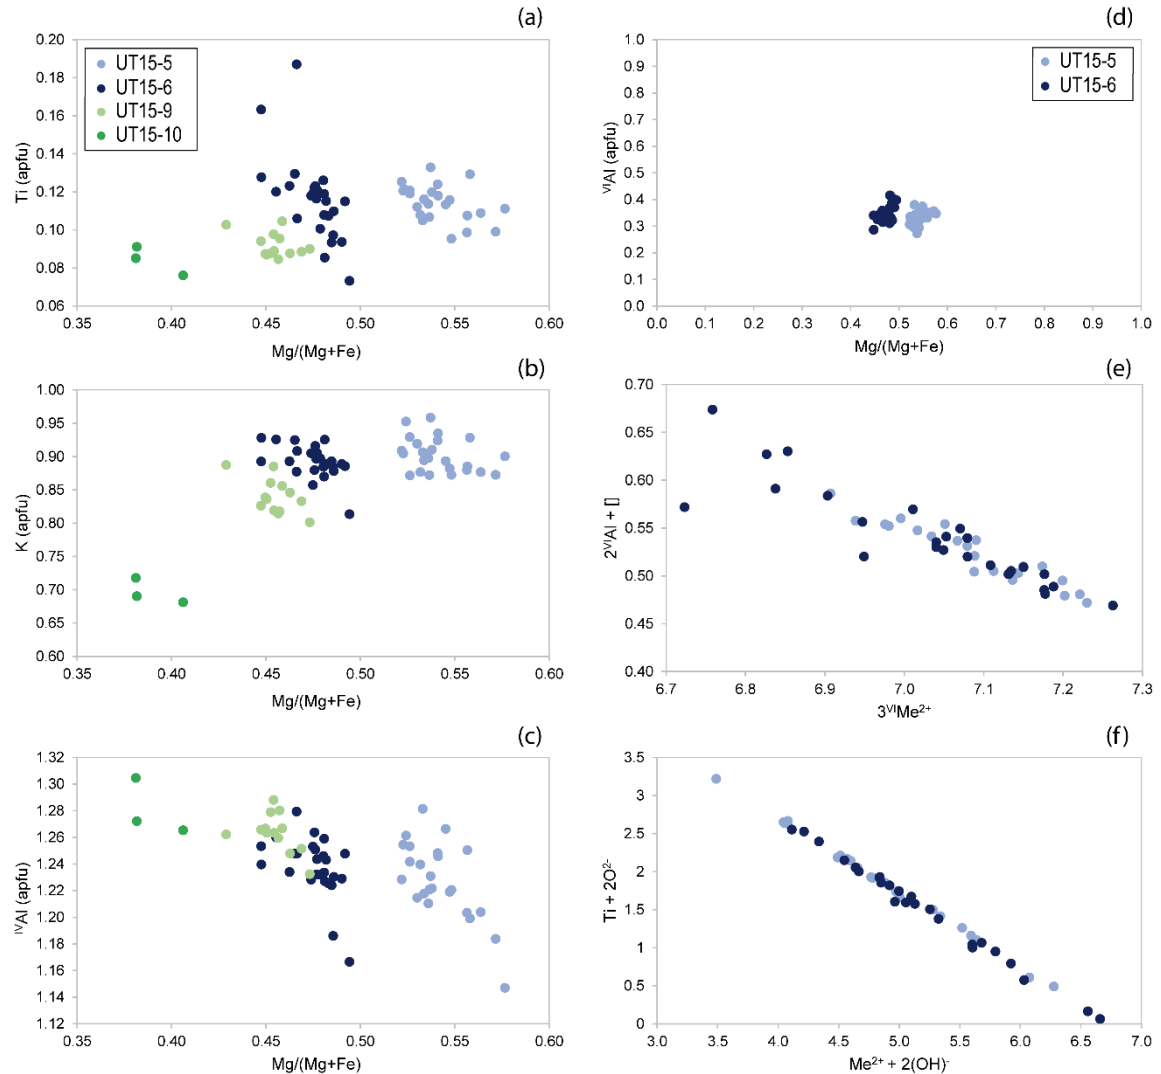 (a)
0.20
0.18
0.16
0.14
0.12
0.10
0.08
0.06
Ti (apfu)
UT15-5
UT15-6
UT15-9
UT15-10
0.35 0.40 0.45 0.50 0.55 0.60
Mg/(Mg+Fe)
(d)
1.0
0.9
0.8
0.7
0.6
0.5
0.4
0.3
0.2
0.1
0.0
VIAl (apfu)
UT15-5
UT15-6
0.0 0.1 0.2 0.3 0.4 0.5 0.6 0.7 0.8 0.9 1.0
Mg/(Mg+Fe)
(b)
1.00
0.95
0.90
0.85
0.80
0.75
0.70
0.65
0.60
K (apfu)
0.35 0.40 0.45 0.50 0.55 0.60
Mg/(Mg+Fe)
(e)
0.70
0.65
0.60
0.55
0.50
0.45
0.40
2VIAl + []
6.7 6.8 6.9 7.0 7.1 7.2 7.3
3VIMe2+
(c)
1.32
1.30
1.28
1.26
1.24
1.22
1.20
1.18
1.16
1.14
1.12
IVAl (apfu)
0.35 0.40 0.45 0.50 0.55 0.60
Mg/(Mg+Fe)
(f)
3.5
3
2.5
2
1.5
1
0.5
0
Ti + 2O2-
3.0 3.5 4.0 4.5 5.0 5.5 6.0 6.5 7.0
Me2+ + 2(OH)-